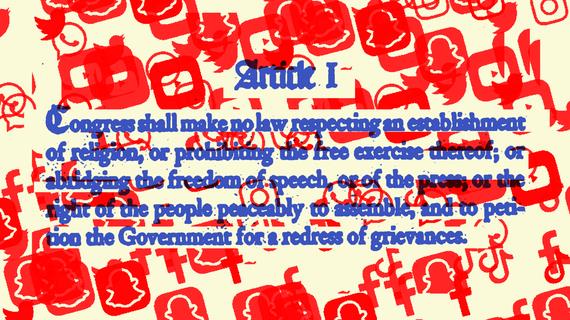 Article I
Congress shall make no law respecting an establishment
of religion, or prohibiting the free exercise thereof; or
abridging the freedom of speech, or of the press; or the
right of the people peaceably to assemble, and to peti-
tion the Government for a redress of grievances.